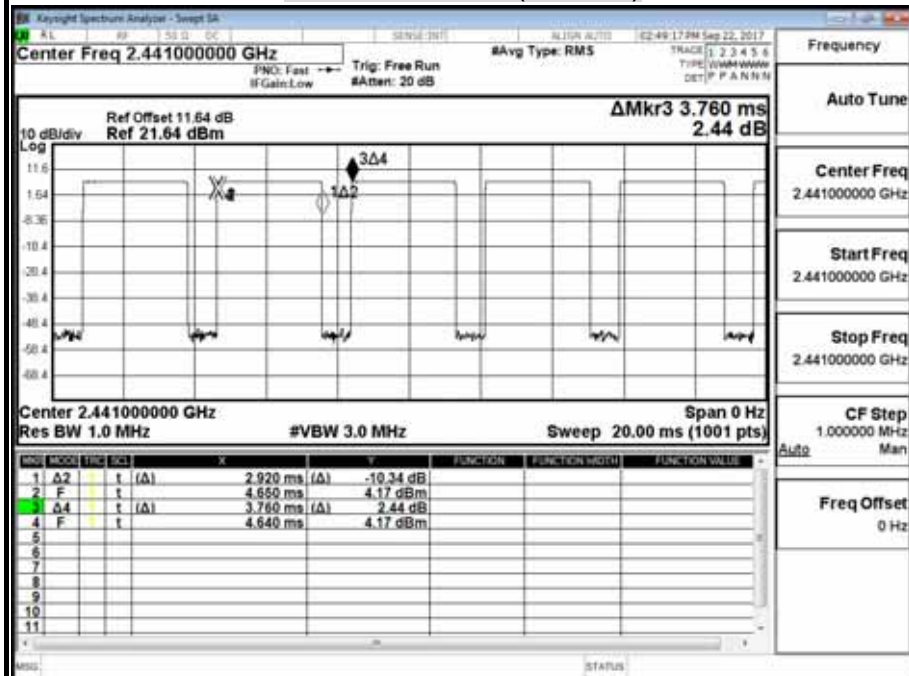 Keysight Spectrum Analyzer - Swept SA
RL RF 50 Ω DC SENSE:INT ALIGN AUTO 02:49:17 PM Sep 22, 2017
Center Freq 2.441000000 GHz
PNO: Fast
IFGain:Low
Trig: Free Run
#Atten: 20 dB
#Avg Type: RMS
TRACE 1 2 3 4 5 6
TYPE WWMWWWW
DET P P A N N N
Ref Offset 11.64 dB
10 dB/div Ref 21.64 dBm
ΔMkr3 3.760 ms
2.44 dB
Log
11.6
1.64
-8.36
-18.4
-28.4
-38.4
-48.4
-58.4
-68.4
3Δ4
1Δ2
Center 2.441000000 GHz
Span 0 Hz
Res BW 1.0 MHz #VBW 3.0 MHz Sweep 20.00 ms (1001 pts)
MKR MODE TRC SCL X Y FUNCTION FUNCTION WIDTH FUNCTION VALUE
1 Δ2 t (Δ) 2.920 ms (Δ) -10.34 dB
2 F t 4.660 ms 4.17 dBm
3 Δ4 t (Δ) 3.760 ms (Δ) 2.44 dB
4 F t 4.640 ms 4.17 dBm
5
6
7
8
9
10
11
MSG STATUS
Frequency
Auto Tune
Center Freq
2.441000000 GHz
Start Freq
2.441000000 GHz
Stop Freq
2.441000000 GHz
CF Step
1.000000 MHz
Auto Man
Freq Offset
0 Hz